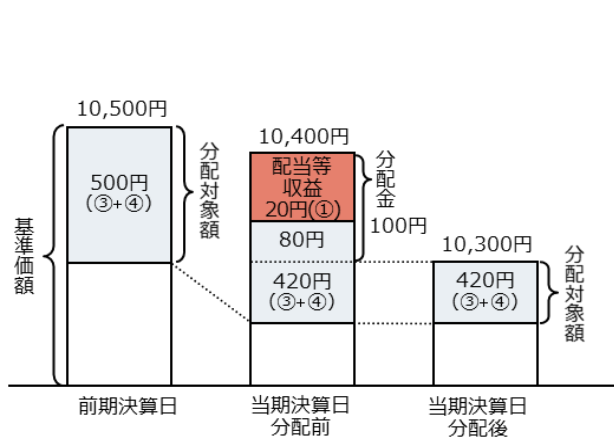 10,500円
分配対象額
500円
(③+④)
基準価額
前期決算日
10,400円
配当等
収益
20円(①)
分配金
100円
80円
420円
(③+④)
当期決算日
分配前
10,300円
分配対象額
420円
(③+④)
当期決算日
分配後